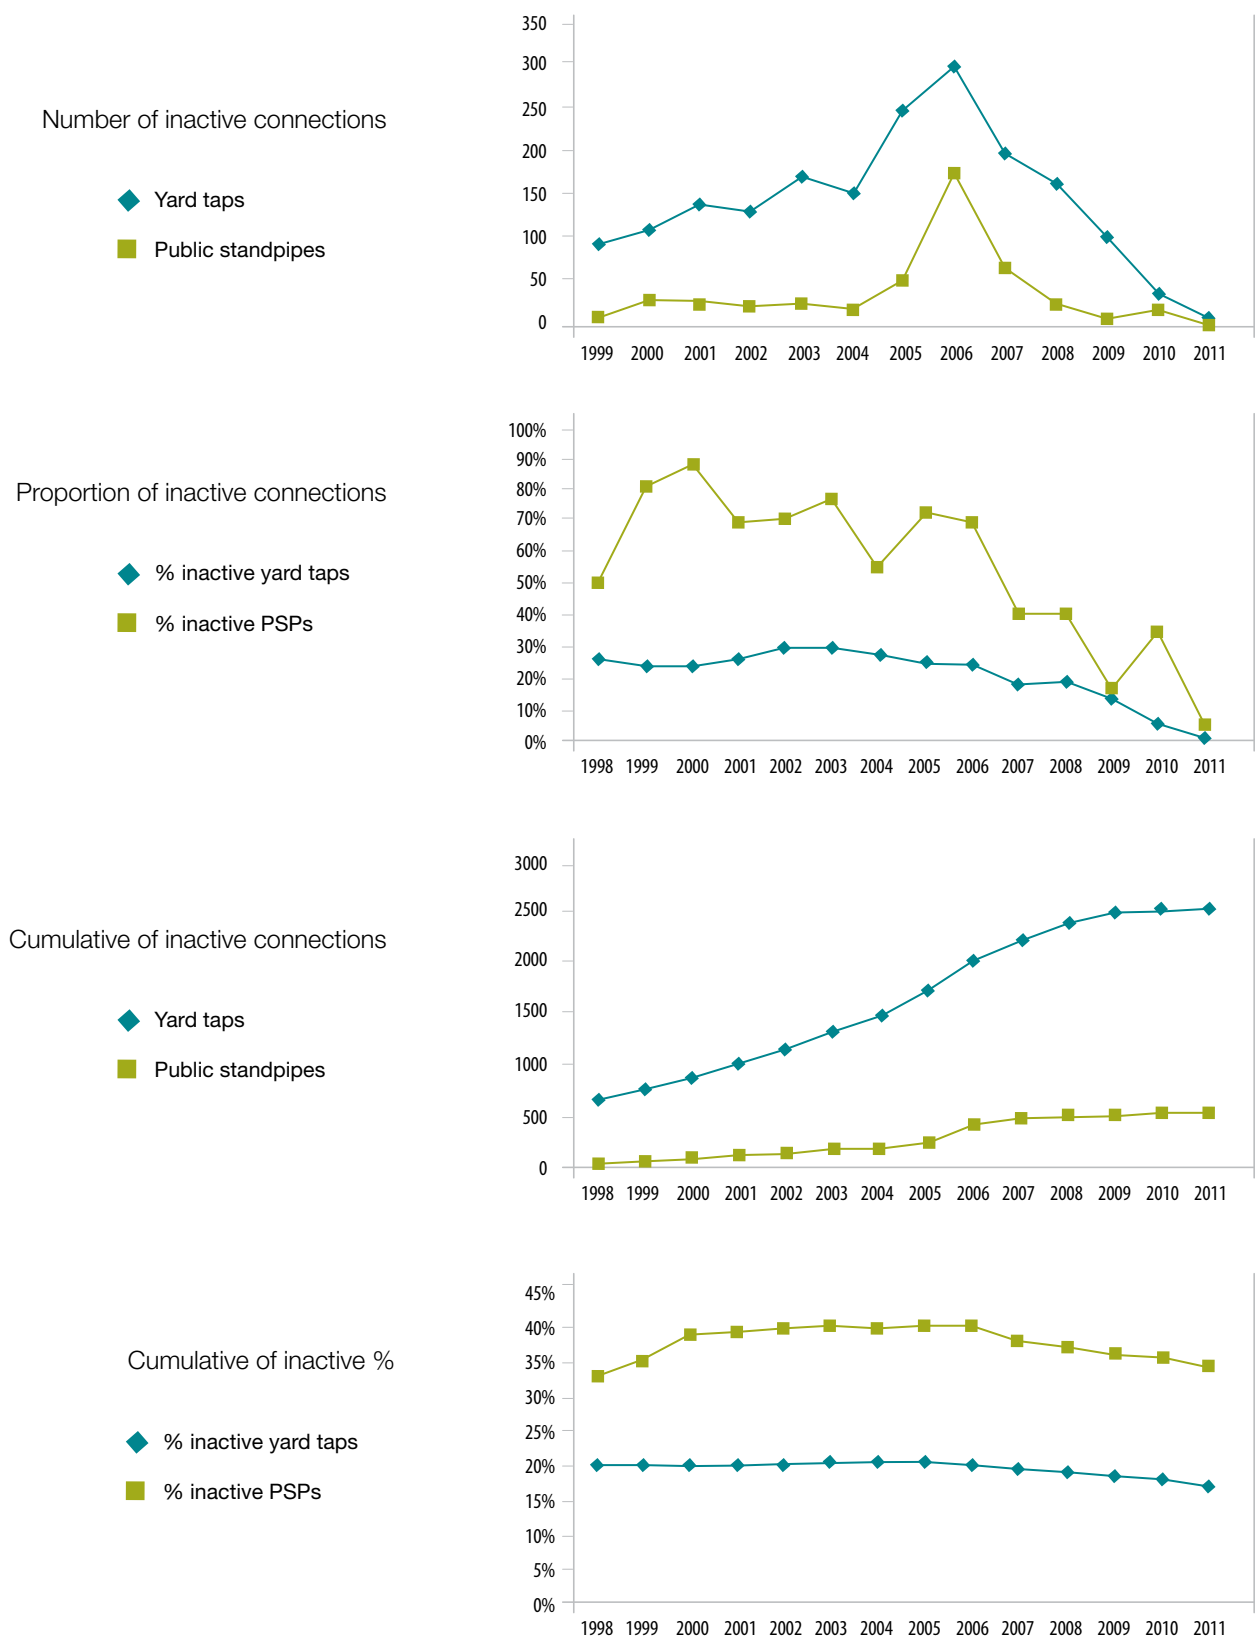 Number of inactive connections
Yard taps
Public standpipes
350
300
250
200
150
100
50
0
1999 2000 2001 2002 2003 2004 2005 2006 2007 2008 2009 2010 2011
Proportion of inactive connections
% inactive yard taps
% inactive PSPs
100%
90%
80%
70%
60%
50%
40%
30%
20%
10%
0%
1998 1999 2000 2001 2002 2003 2004 2005 2006 2007 2008 2009 2010 2011
Cumulative of inactive connections
Yard taps
Public standpipes
3000
2500
2000
1500
1000
500
0
1998 1999 2000 2001 2002 2003 2004 2005 2006 2007 2008 2009 2010 2011
Cumulative of inactive %
% inactive yard taps
% inactive PSPs
45%
40%
35%
30%
25%
20%
15%
10%
5%
0%
1998 1999 2000 2001 2002 2003 2004 2005 2006 2007 2008 2009 2010 2011